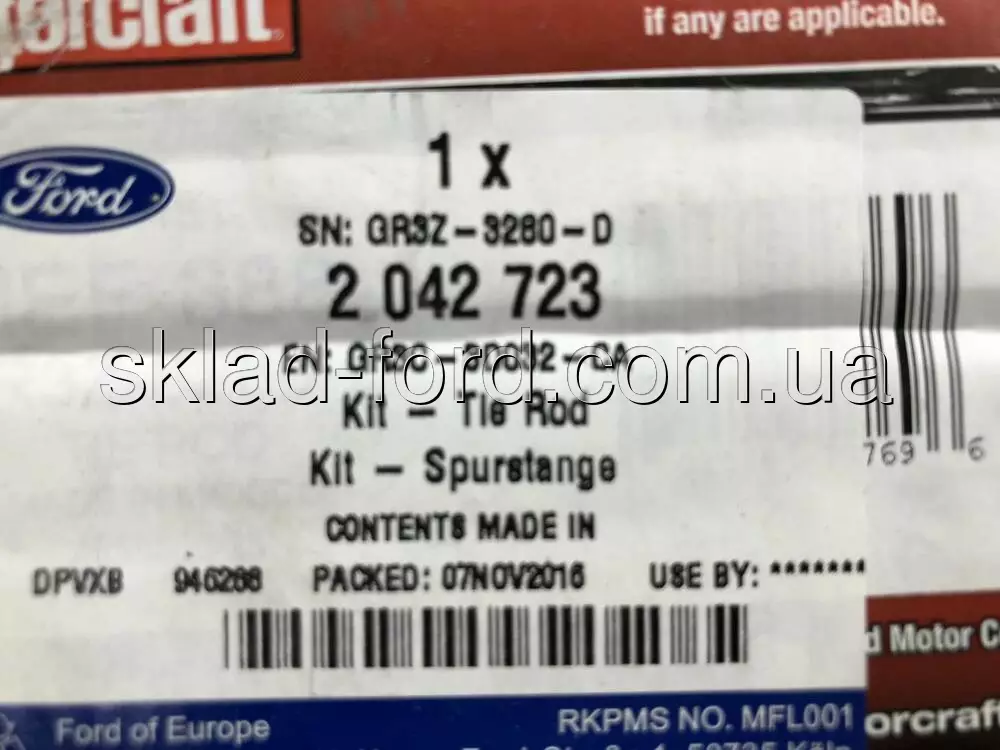 if any are applicable.
Ford
1 x
SN: GR3Z-3280-D
2 042 723
sklad-ford.com.ua
Kit - Tie Rod
Kit - Spurstange
769 6
CONTENTS MADE IN
DPVXB 946288 PACKED: 07NOV2016 USE BY: *******
d Motor C
Ford of Europe RKPMS NO. MFL001
orcraft